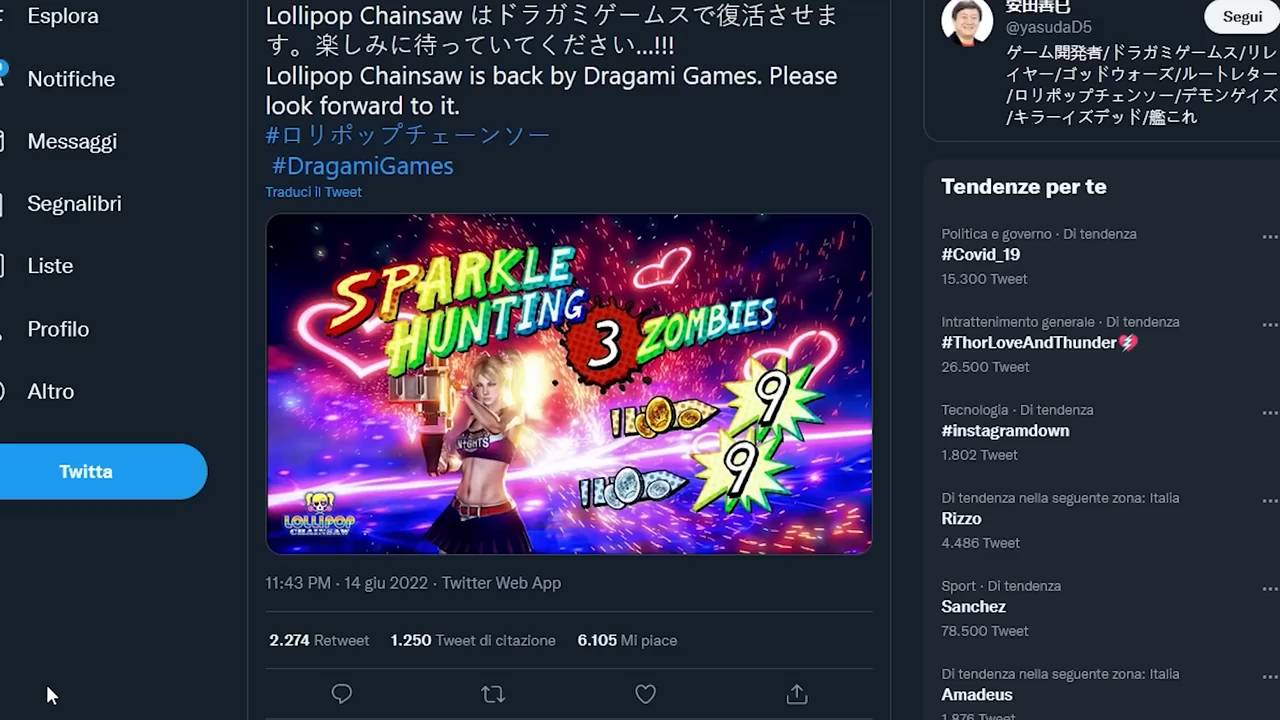 Esplora
Notifiche
Messaggi
Segnalibri
Liste
Profilo
Altro
Twitta
Lollipop Chainsaw はドラガミゲームスで復活させま
す。楽しみに待っていてください...!!!
Lollipop Chainsaw is back by Dragami Games. Please
look forward to it.
#ロリポップチェーンソー
#DragamiGames
Traduci il Tweet
SPARKLE
HUNTING
3
ZOMBIES
9
9
KNIGHTS
LOLLIPOP
CHAINSAW
11:43 PM · 14 giu 2022 · Twitter Web App
2.274 Retweet 1.250 Tweet di citazione 6.105 Mi piace
安田善巳
@yasudaD5
Segui
ゲーム開発者/ドラガミゲームス/リレ
イヤー/ゴッドウォーズ/ルートレター
/ロリポップチェンソー/デモンゲイズ
/キラーイズデッド/艦これ
Tendenze per te
Politica e governo · Di tendenza
#Covid_19
15.300 Tweet
Intrattenimento generale · Di tendenza
#ThorLoveAndThunder
26.500 Tweet
Tecnologia · Di tendenza
#instagramdown
1.802 Tweet
Di tendenza nella seguente zona: Italia
Rizzo
4.486 Tweet
Sport · Di tendenza
Sanchez
78.500 Tweet
Di tendenza nella seguente zona: Italia
Amadeus
1.876 Tweet